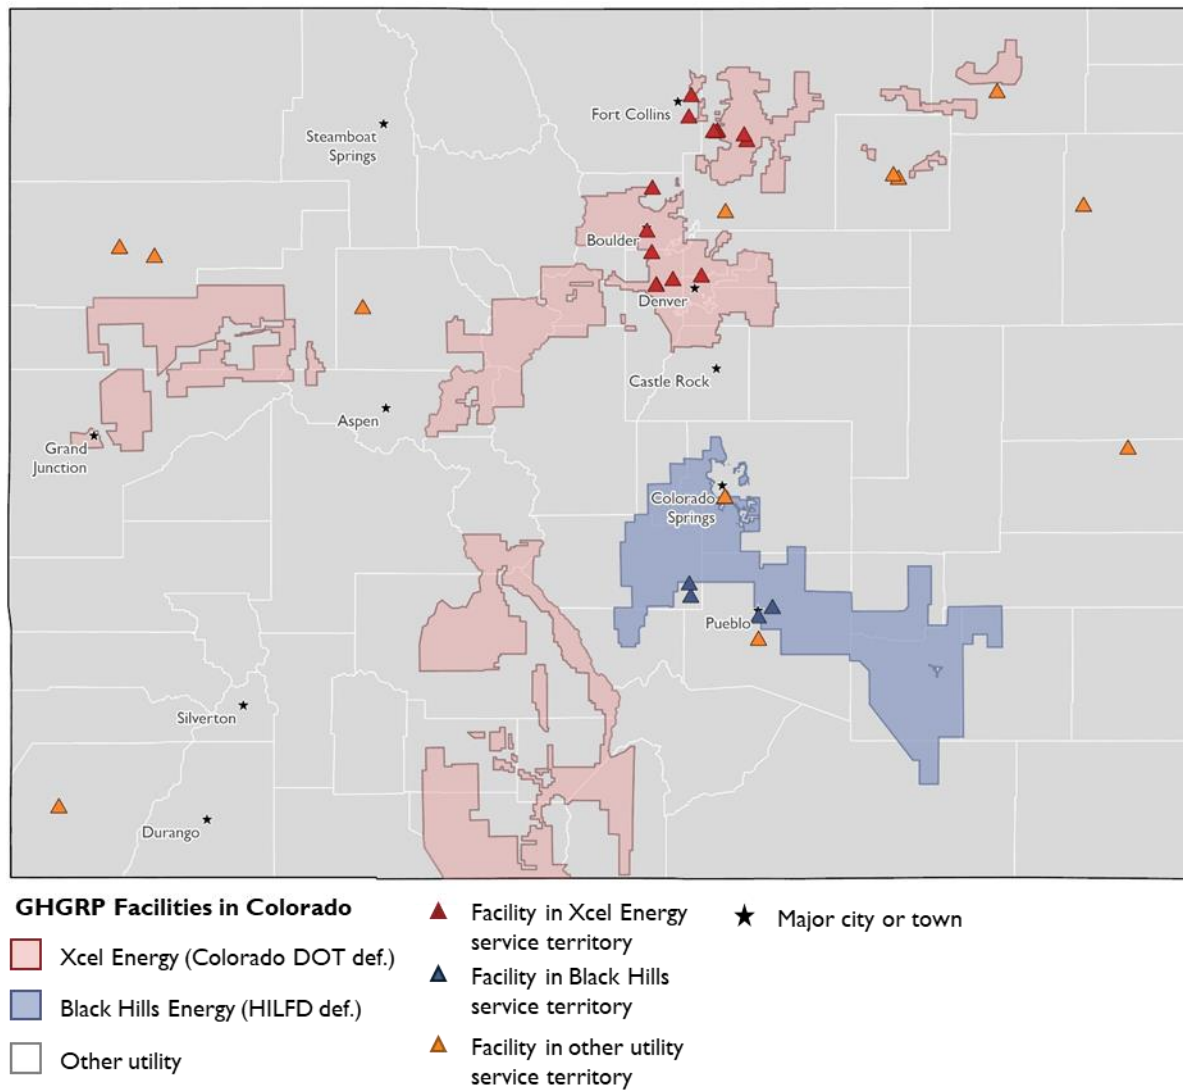 Fort Collins
Steamboat
Springs
Boulder
Denver
Castle Rock
Aspen
Grand
Junction
Colorado
Springs
Pueblo
Silverton
Durango
GHGRP Facilities in Colorado
Xcel Energy (Colorado DOT def.)
Black Hills Energy (HILFD def.)
Other utility
Facility in Xcel Energy
service territory
Facility in Black Hills
service territory
Facility in other utility
service territory
Major city or town